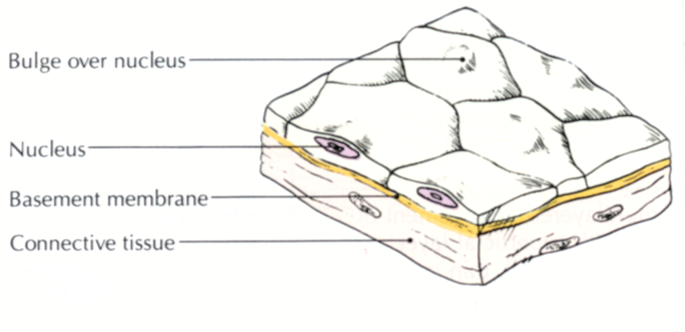 Bulge over nucleus
Nucleus
Basement membrane
Connective tissue